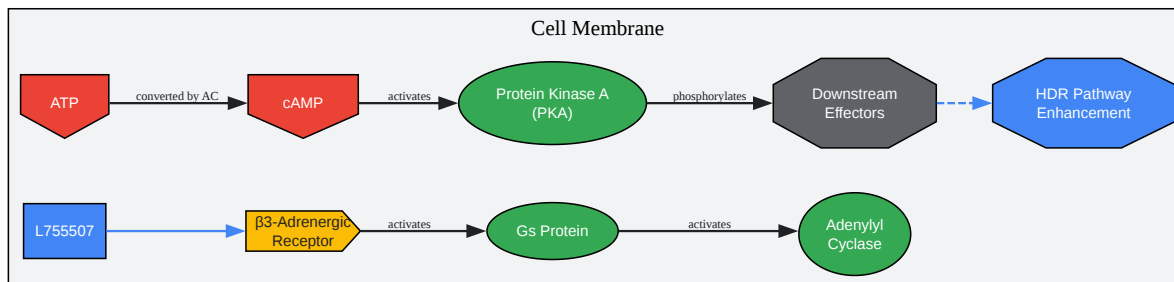 Cell Membrane
ATP
converted by AC
cAMP
activates
Protein Kinase A
(PKA)
phosphorylates
Downstream
Effectors
HDR Pathway
Enhancement
L755507
β3-Adrenergic
Receptor
activates
Gs Protein
activates
Adenylyl
Cyclase